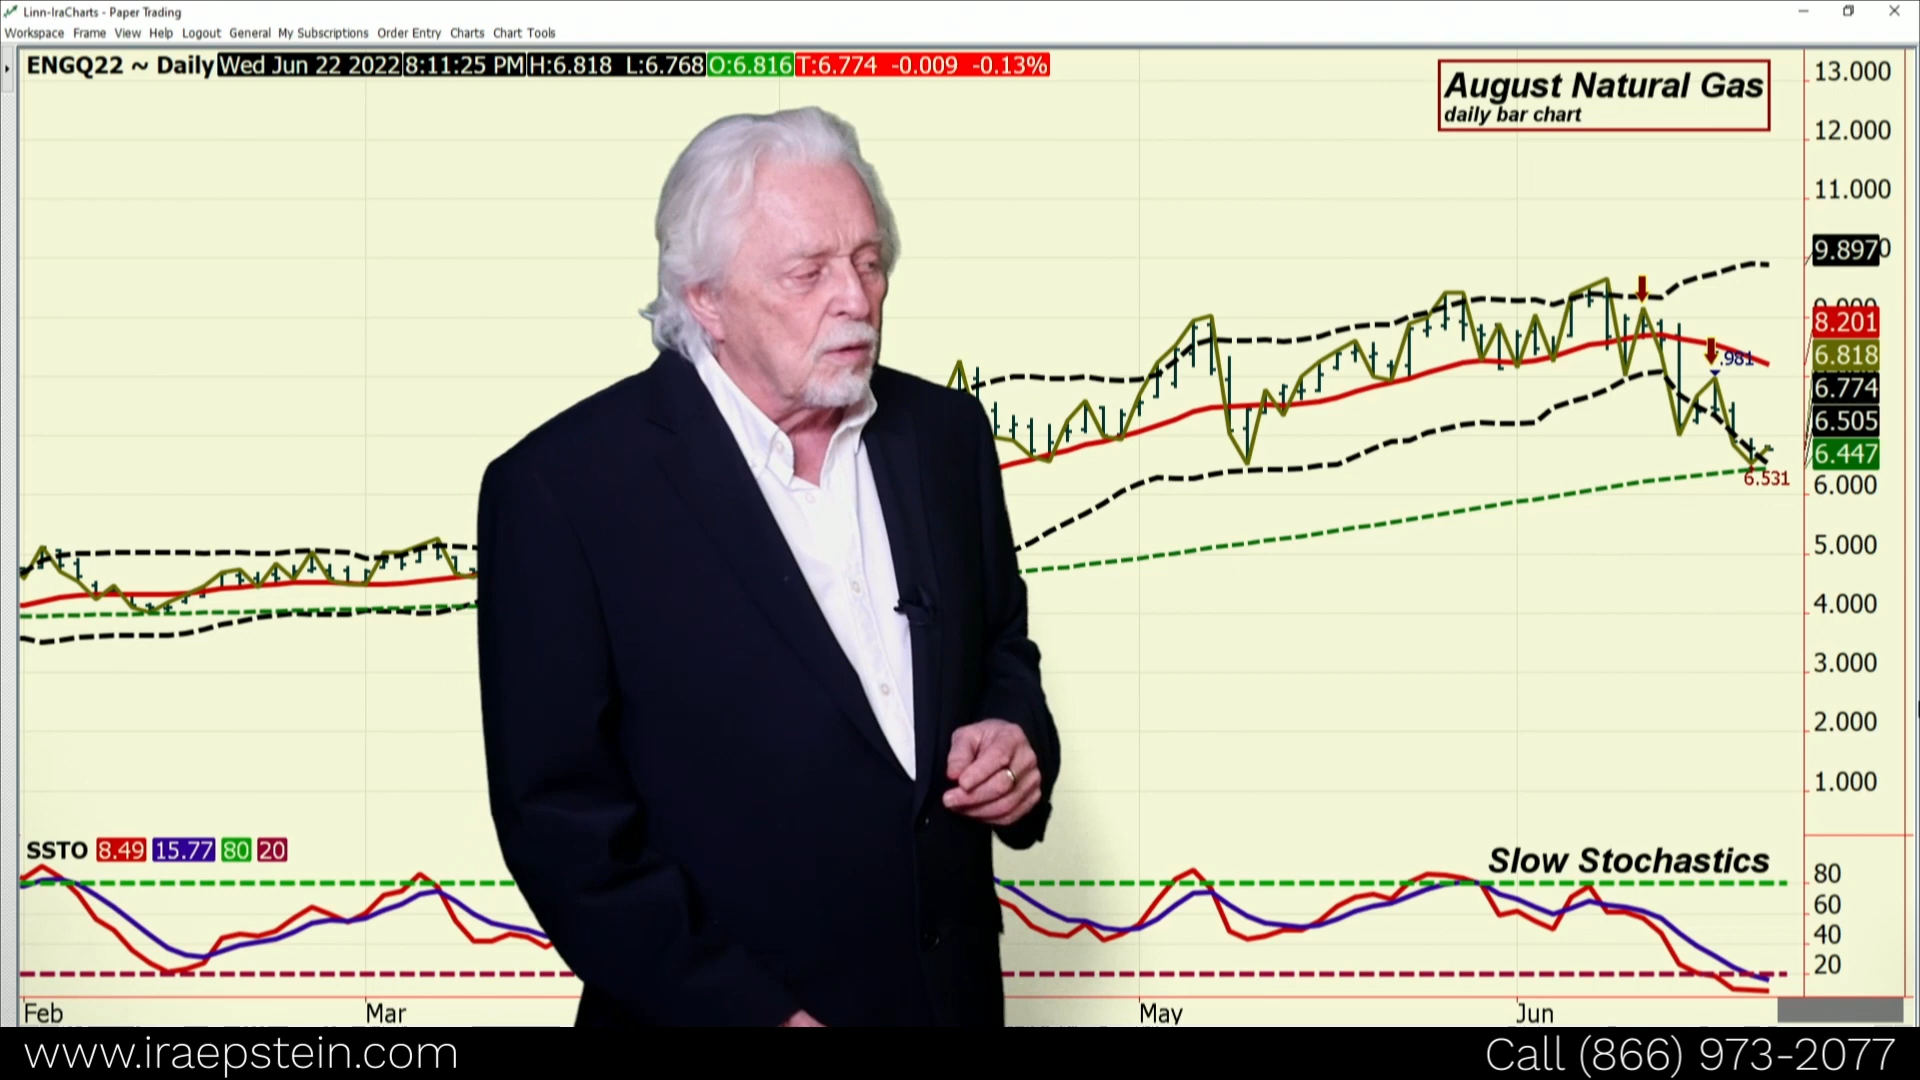 Linn-IraCharts - Paper Trading
Workspace Frame View Help Logout General My Subscriptions Order Entry Charts Chart Tools
ENGQ22 ~ Daily Wed Jun 22 2022 8:11:25 PM H:6.818 L:6.768 O:6.816 T:6.774 -0.009 -0.13%
August Natural Gas
daily bar chart
13.000
12.000
11.000
9.897
8.201
.981
6.818
6.774
6.505
6.447
6.531
6.000
5.000
4.000
3.000
2.000
1.000
SSTO 8.49 15.77 80 20
Slow Stochastics
80
60
40
20
Feb Mar May Jun
www.iraepstein.com Call (866) 973-2077